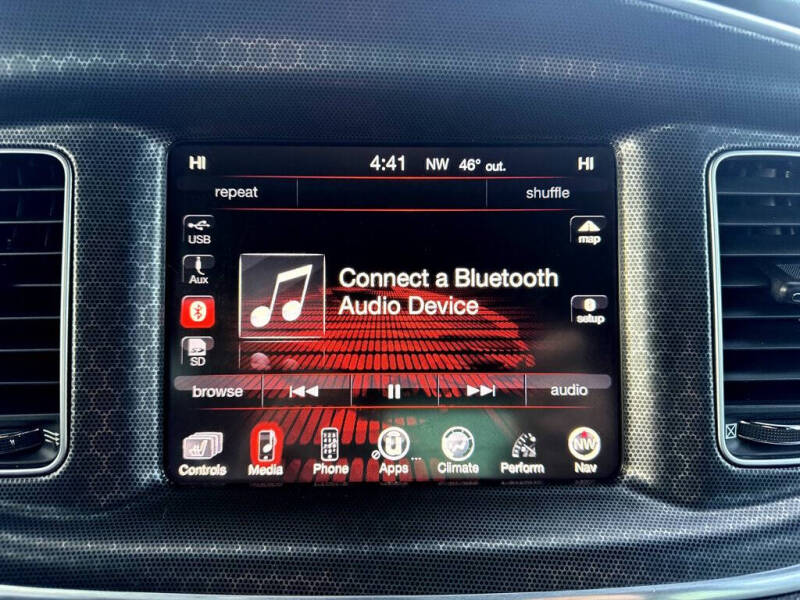 HI 4:41 NW 46° out. HI
repeat shuffle
USB
map
Aux
Connect a Bluetooth
Audio Device
setup
SD
browse audio
Controls Media Phone Apps Climate Perform NW Nav